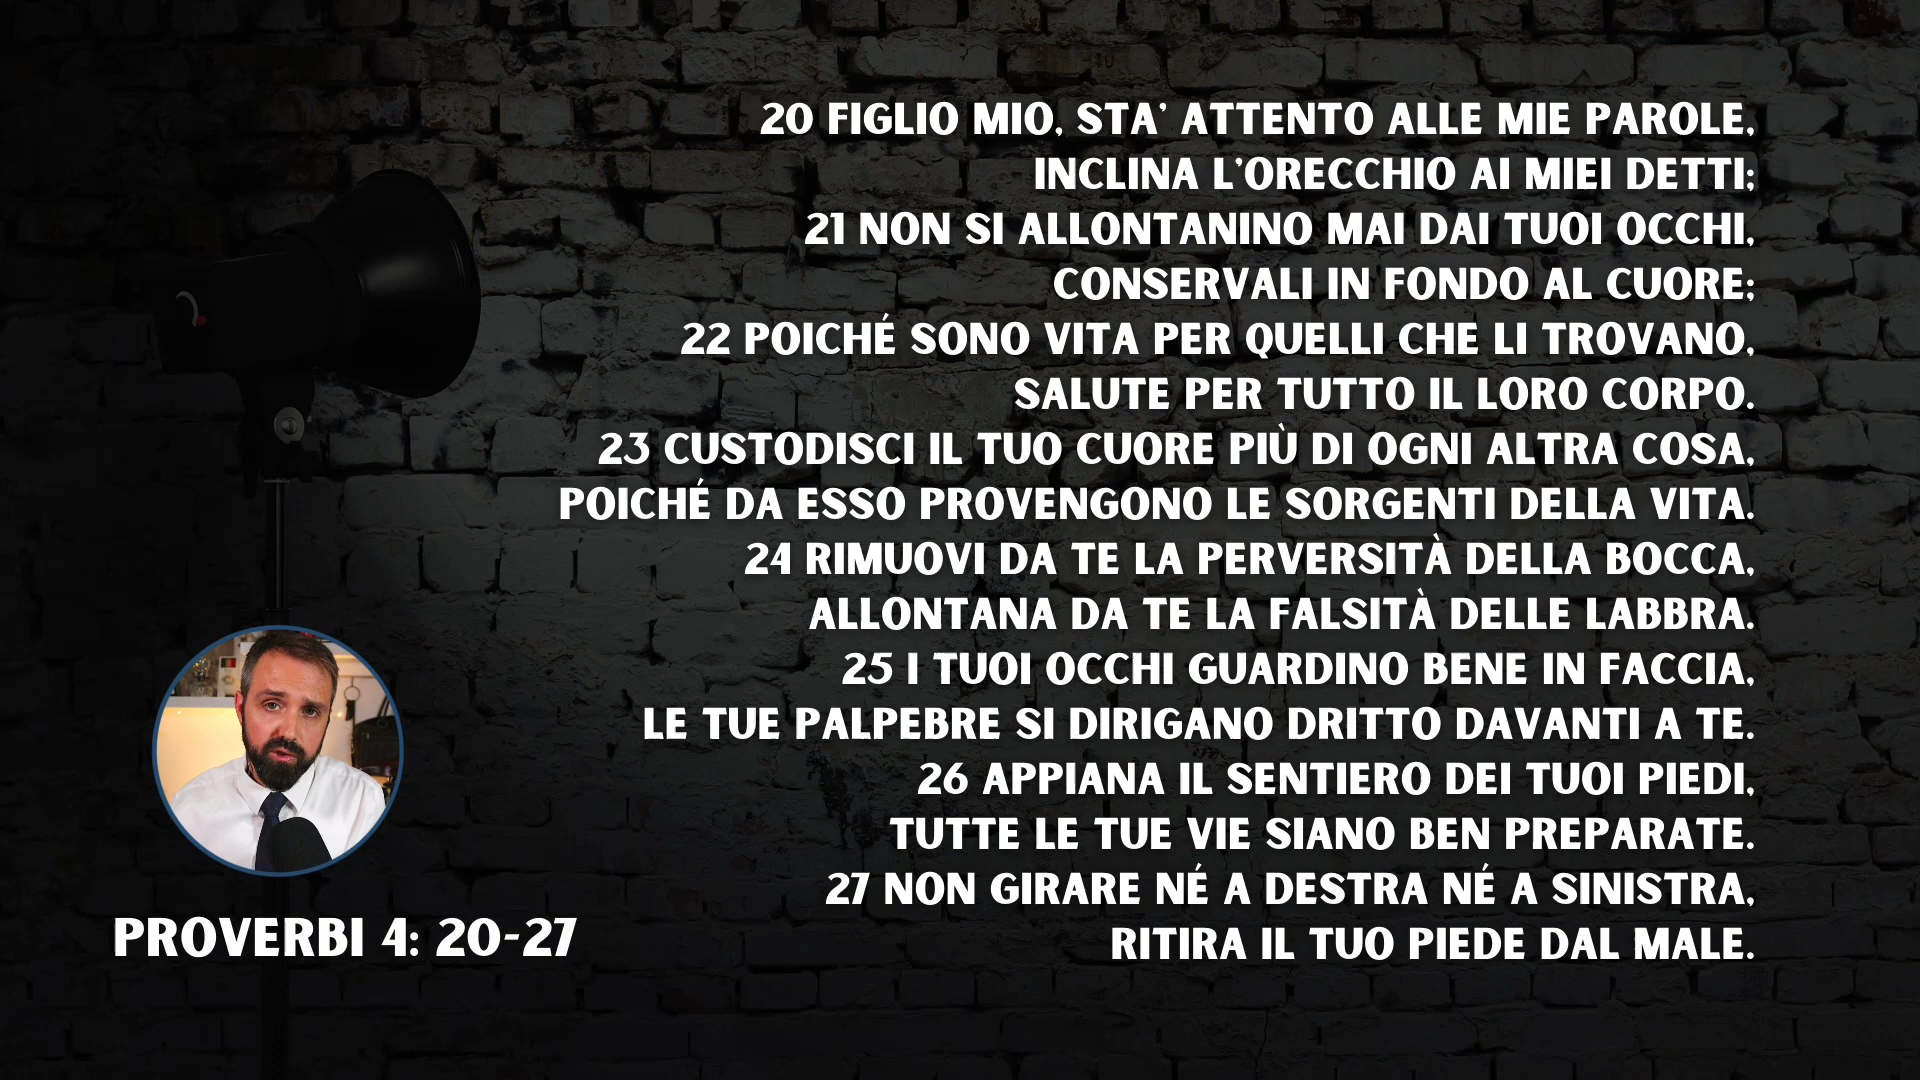 20 FIGLIO MIO, STA' ATTENTO ALLE MIE PAROLE,
INCLINA L'ORECCHIO AI MIEI DETTI;
21 NON SI ALLONTANINO MAI DAI TUOI OCCHI,
CONSERVALI IN FONDO AL CUORE;
22 POICHÉ SONO VITA PER QUELLI CHE LI TROVANO,
SALUTE PER TUTTO IL LORO CORPO.
23 CUSTODISCI IL TUO CUORE PIÙ DI OGNI ALTRA COSA,
POICHÉ DA ESSO PROVENGONO LE SORGENTI DELLA VITA.
24 RIMUOVI DA TE LA PERVERSITÀ DELLA BOCCA,
ALLONTANA DA TE LA FALSITÀ DELLE LABBRA.
25 I TUOI OCCHI GUARDINO BENE IN FACCIA,
LE TUE PALPEBRE SI DIRIGANO DRITTO DAVANTI A TE.
26 APPIANA IL SENTIERO DEI TUOI PIEDI,
TUTTE LE TUE VIE SIANO BEN PREPARATE.
27 NON GIRARE NÉ A DESTRA NÉ A SINISTRA,
RITIRA IL TUO PIEDE DAL MALE.
PROVERBI 4: 20-27